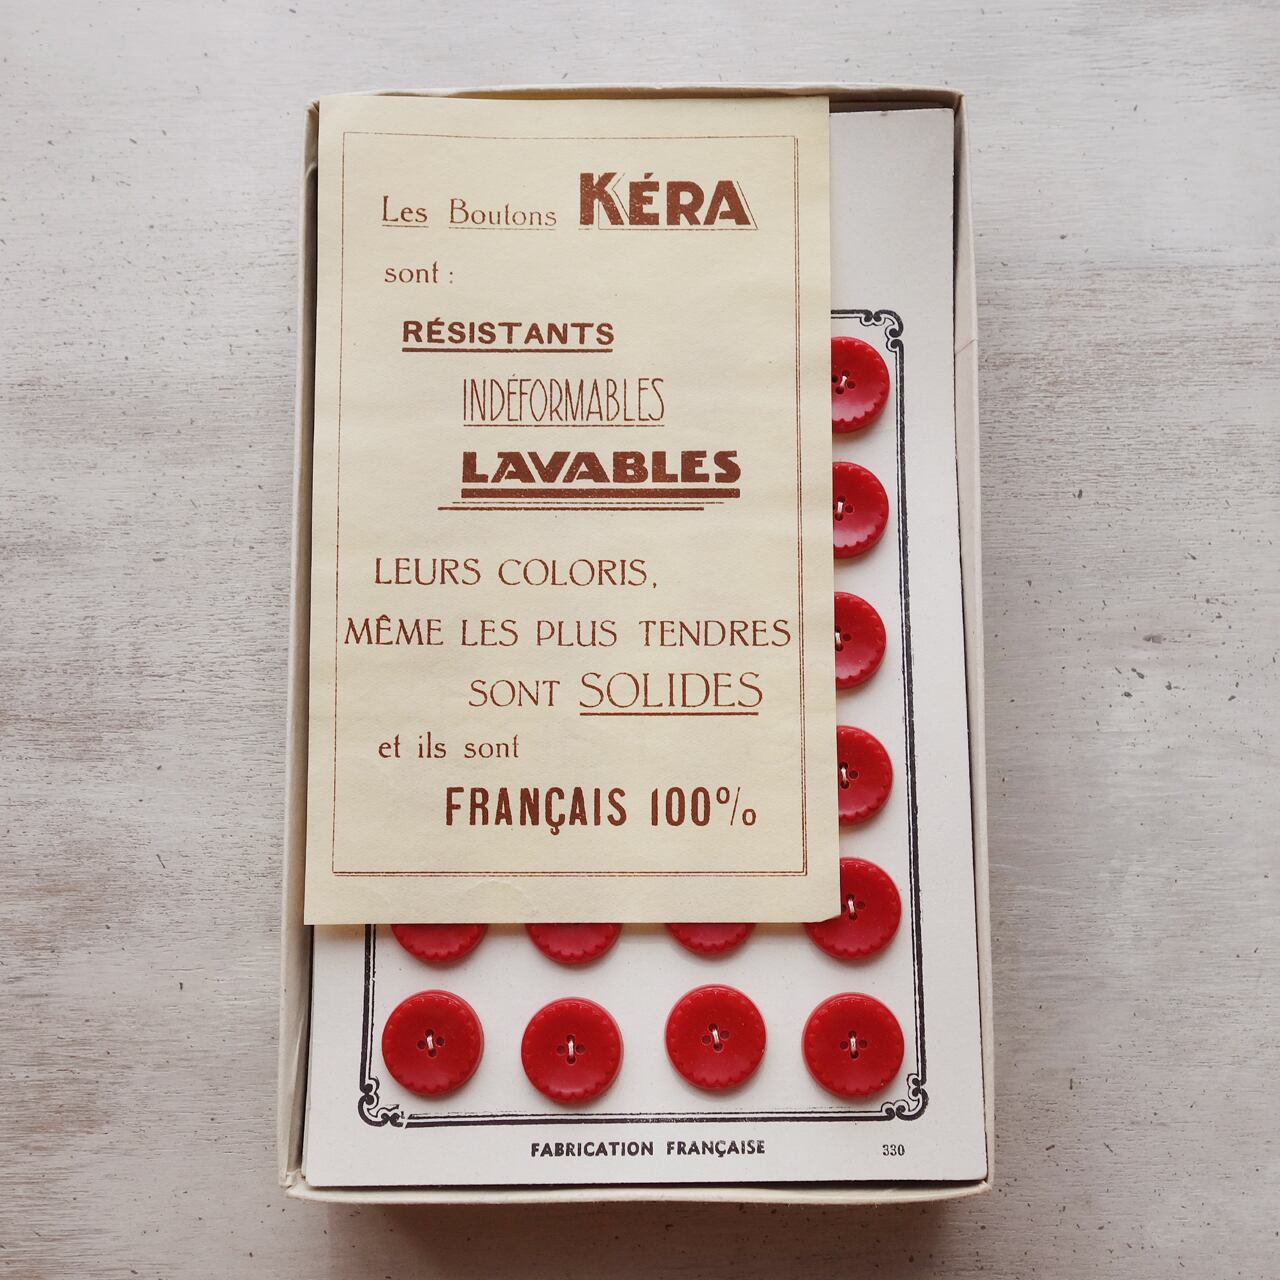 Les Boutons KÉRA
sont :
RÉSISTANTS
INDÉFORMABLES
LAVABLES
LEURS COLORIS,
MÊME LES PLUS TENDRES
SONT SOLIDES
et ils sont
FRANÇAIS 100%
FABRICATION FRANÇAISE 330